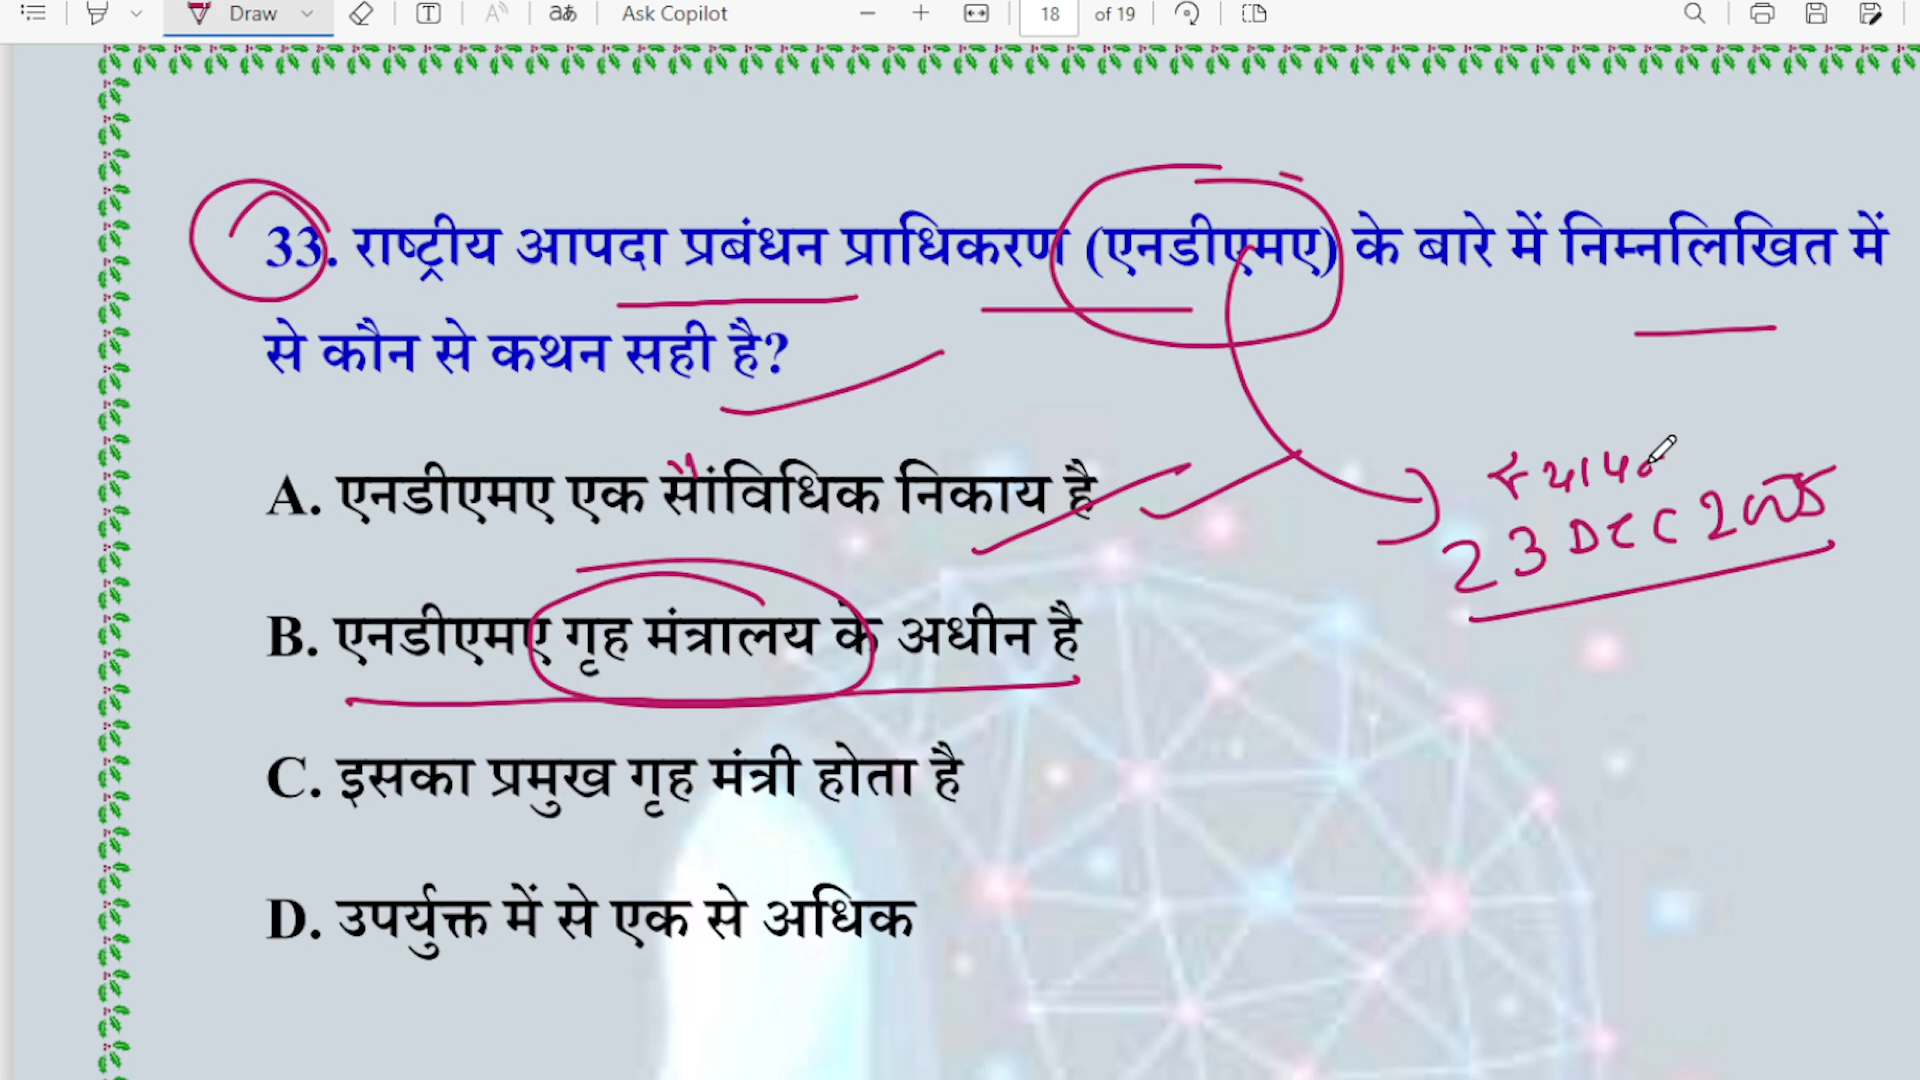 Draw Ask Copilot 18 of 19
33. राष्ट्रीय आपदा प्रबंधन प्राधिकरण (एनडीएमए) के बारे में निम्नलिखित में
से कौन से कथन सही है?
A. एनडीएमए एक सांविधिक निकाय है
23 DEC 2005
B. एनडीएमए गृह मंत्रालय के अधीन है
C. इसका प्रमुख गृह मंत्री होता है
D. उपर्युक्त में से एक से अधिक